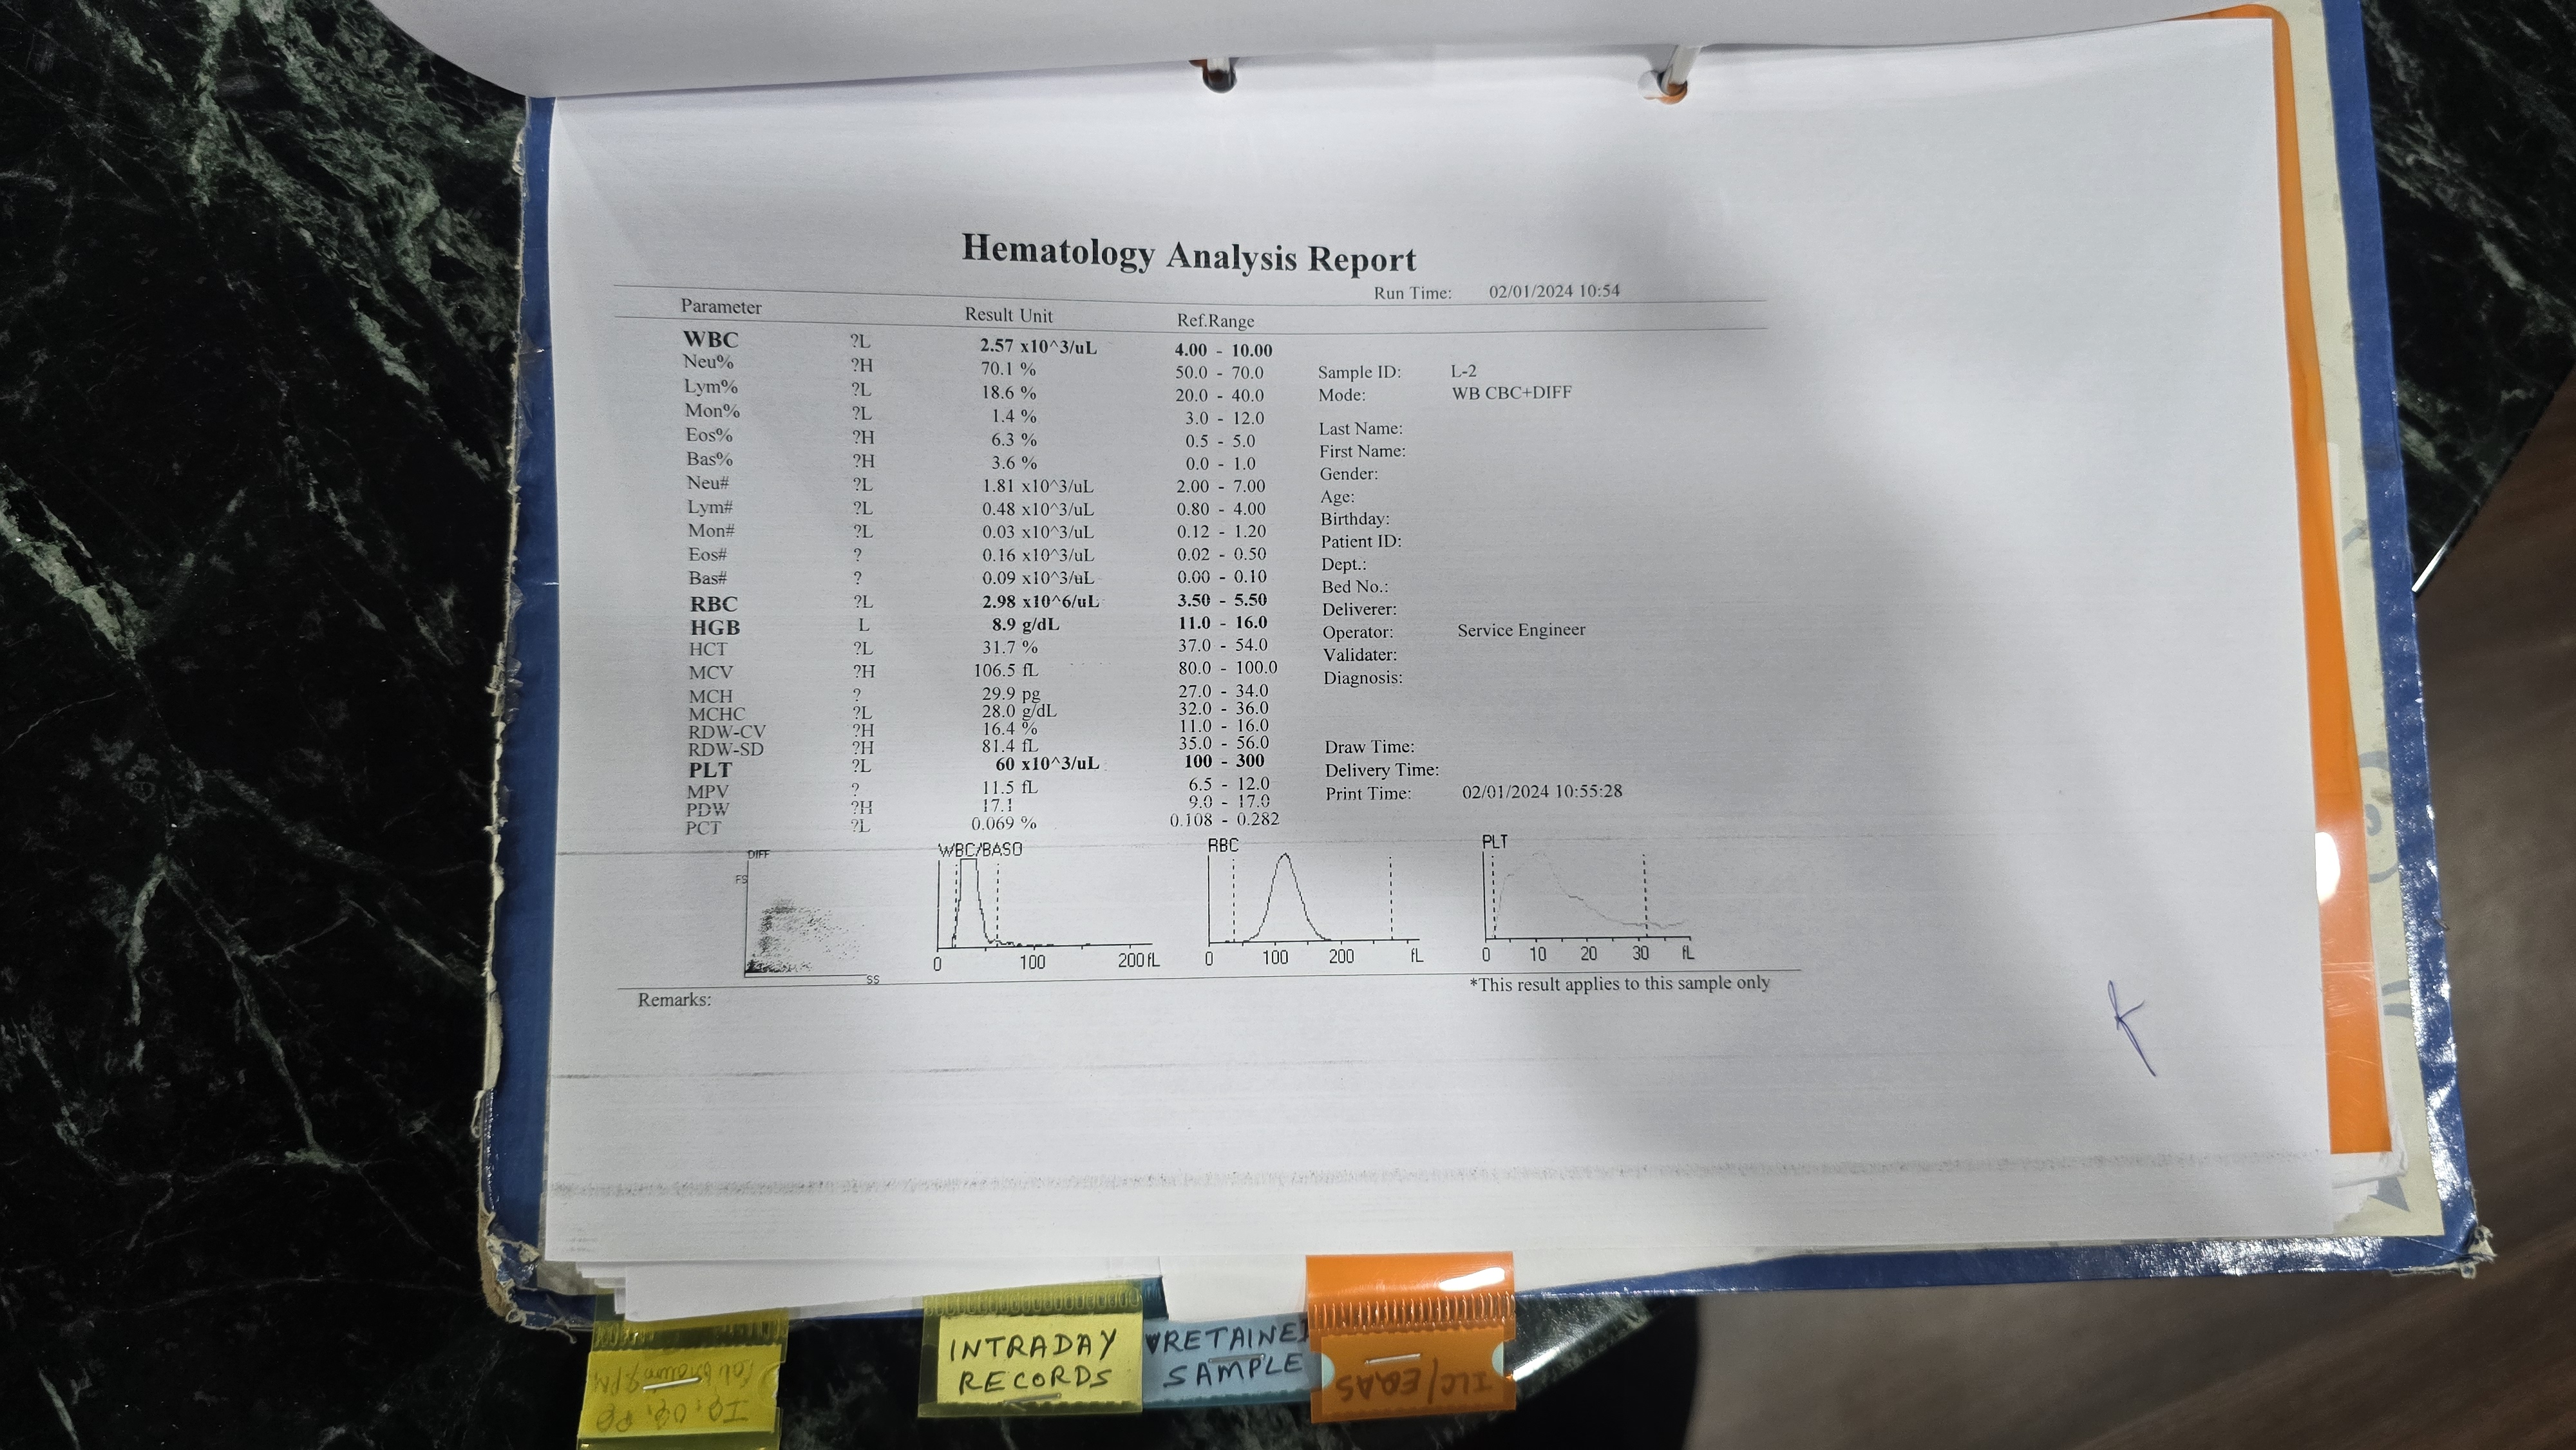 Hematology Analysis Report
Run Time: 02/01/2024 10:54
Parameter Result Unit Ref.Range
WBC ?L 2.57 x10^3/uL 4.00 - 10.00
Neu% ?H 70.1 % 50.0 - 70.0
Lym% ?L 18.6 % 20.0 - 40.0
Mon% ?L 1.4 % 3.0 - 12.0
Eos% ?H 6.3 % 0.5 - 5.0
Bas% ?H 3.6 % 0.0 - 1.0
Neu# ?L 1.81 x10^3/uL 2.00 - 7.00
Lym# ?L 0.48 x10^3/uL 0.80 - 4.00
Mon# ?L 0.03 x10^3/uL 0.12 - 1.20
Eos# ? 0.16 x10^3/uL 0.02 - 0.50
Bas# ? 0.09 x10^3/uL 0.00 - 0.10
RBC ?L 2.98 x10^6/uL 3.50 - 5.50
HGB L 8.9 g/dL 11.0 - 16.0
HCT ?L 31.7 % 37.0 - 54.0
MCV ?H 106.5 fL 80.0 - 100.0
MCH ? 29.9 pg 27.0 - 34.0
MCHC ?L 28.0 g/dL 32.0 - 36.0
RDW-CV ?H 16.4 % 11.0 - 16.0
RDW-SD ?H 81.4 fL 35.0 - 56.0
PLT ?L 60 x10^3/uL 100 - 300
MPV ? 11.5 fL 6.5 - 12.0
PDW ?H 17.1 9.0 - 17.0
PCT ?L 0.069 % 0.108 - 0.282
Sample ID: L-2
Mode: WB CBC+DIFF
Last Name:
First Name:
Gender:
Age:
Birthday:
Patient ID:
Dept.:
Bed No.:
Deliverer:
Operator: Service Engineer
Validater:
Diagnosis:
Draw Time:
Delivery Time:
Print Time: 02/01/2024 10:55:28
DIFF
FS
SS
WBC/BASO
0 100 200 fL
RBC
0 100 200 fL
PLT
0 10 20 30 fL
Remarks:
*This result applies to this sample only
INTRADAY
RECORDS
RETAINED
SAMPLE
ILC/EQAS